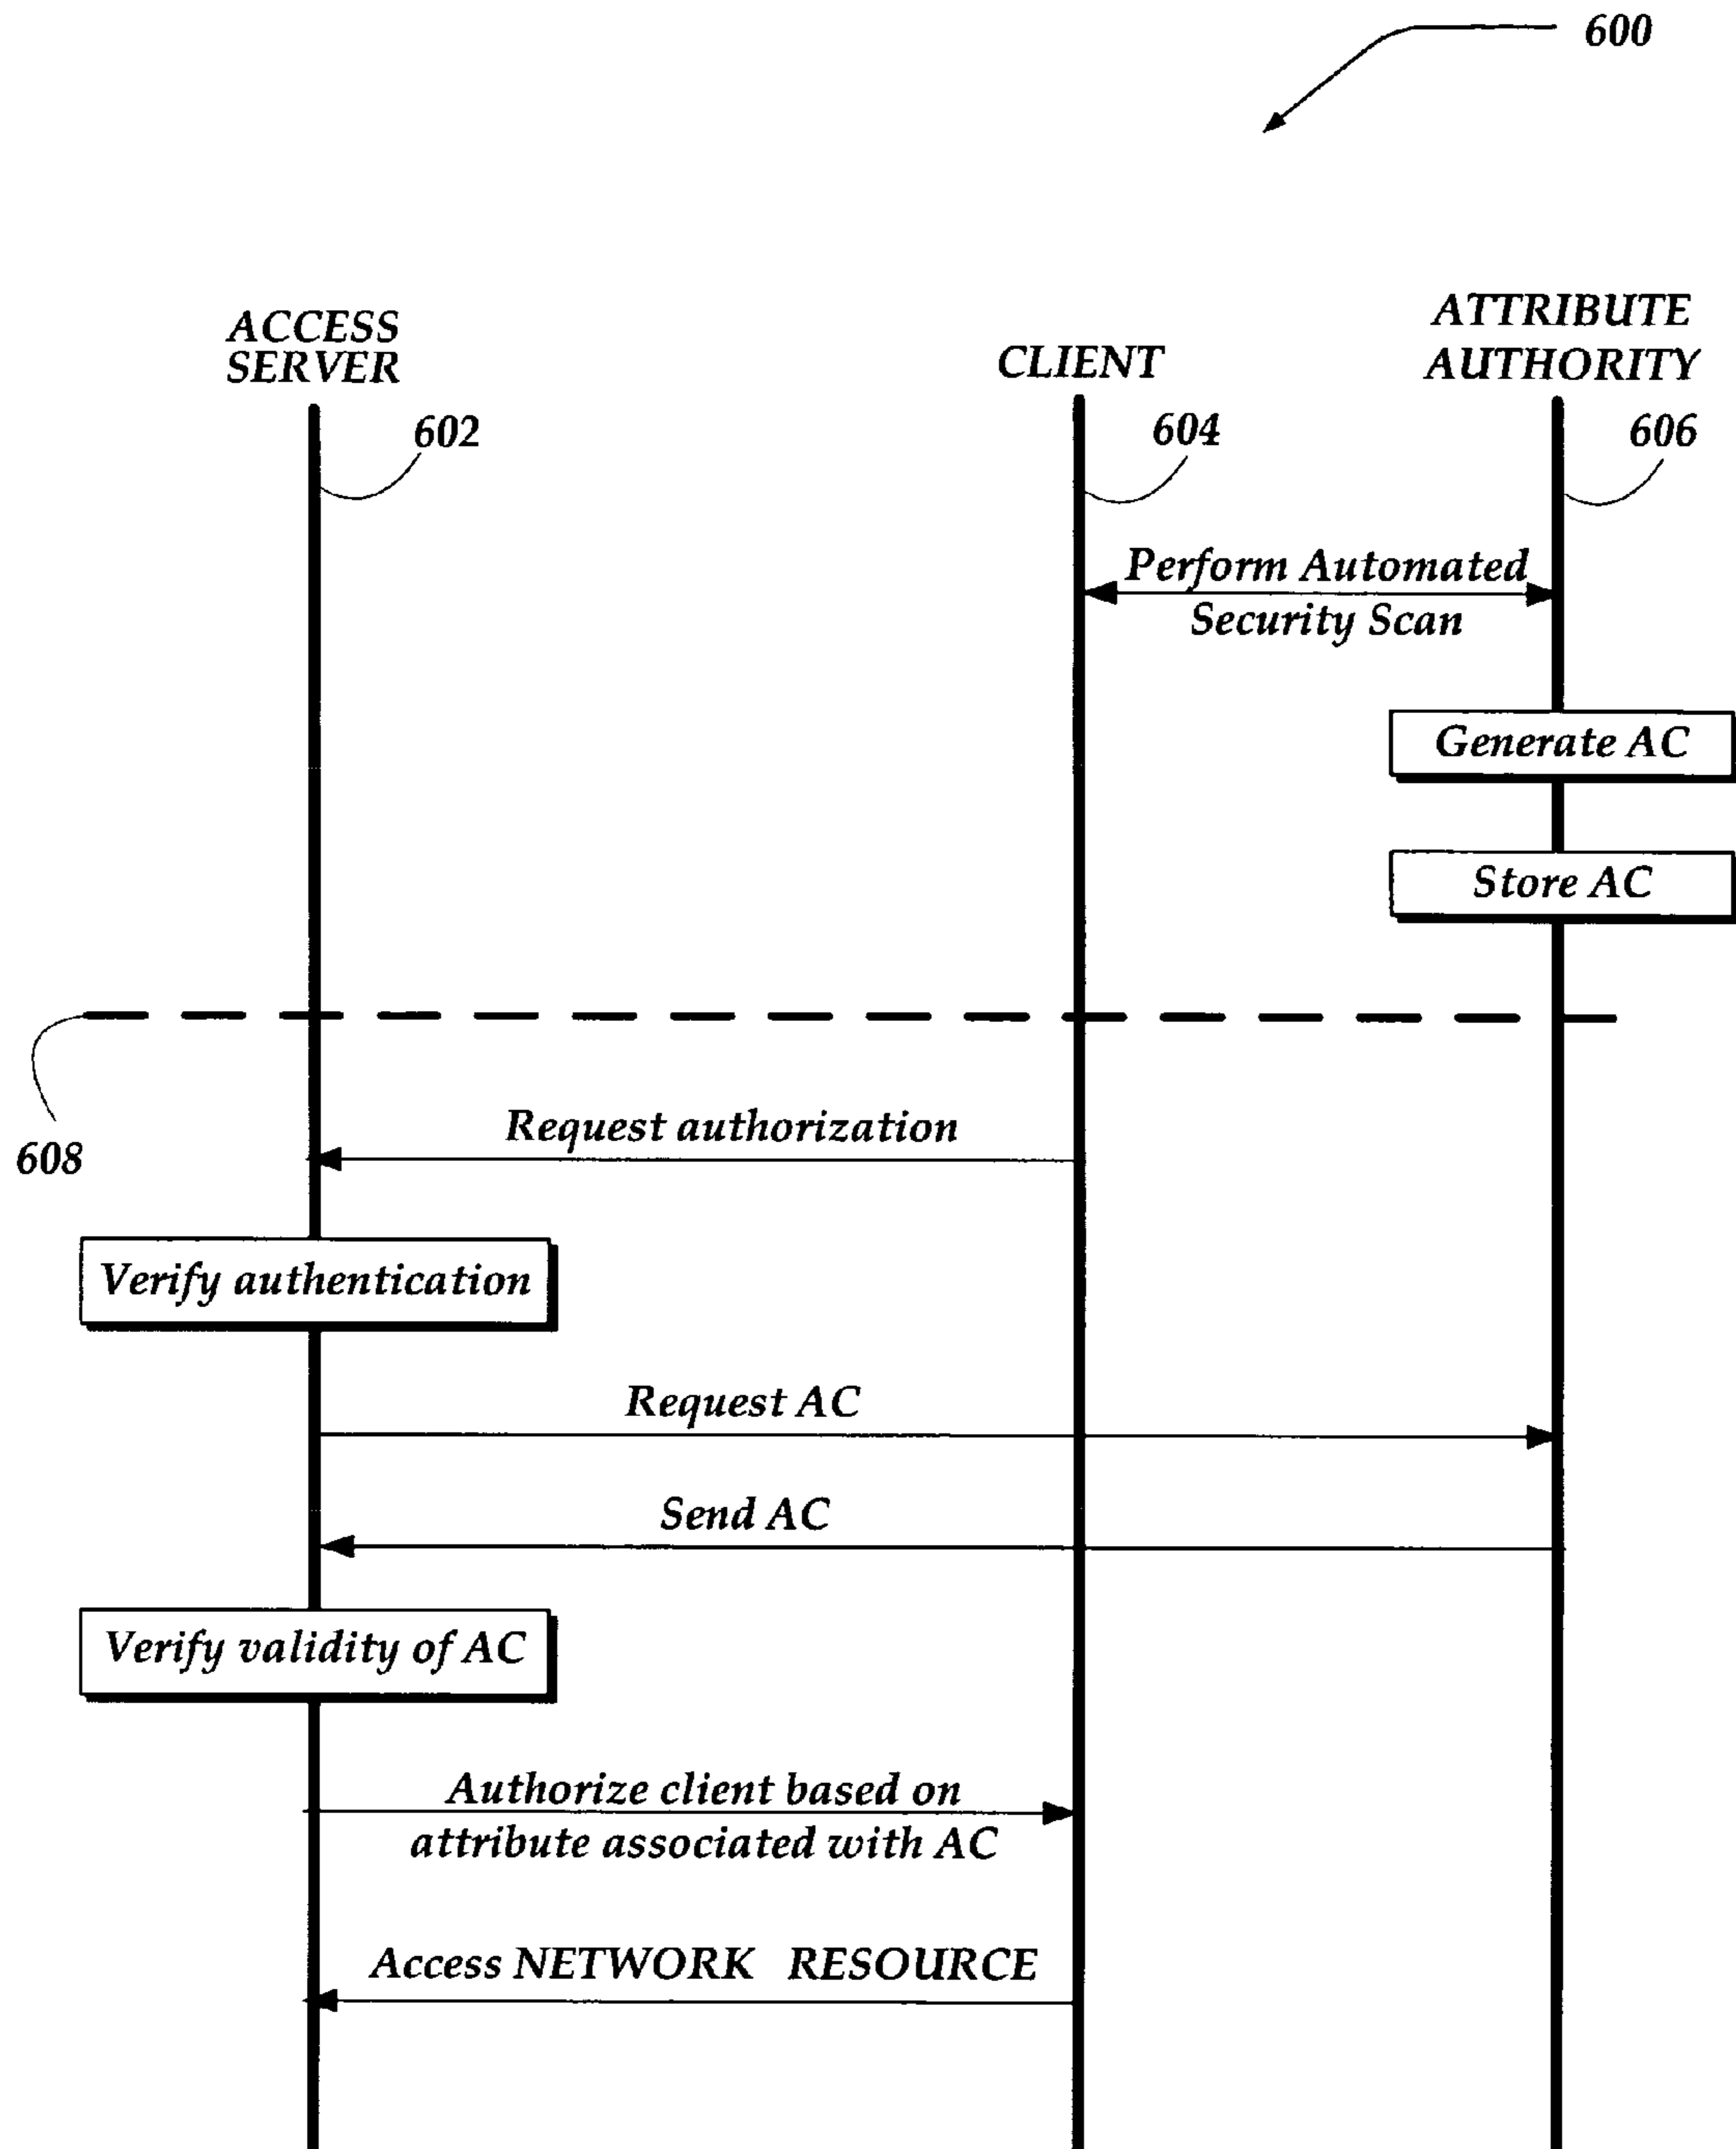 600
ACCESS
SERVER
CLIENT
ATTRIBUTE
AUTHORITY
602
604
606
Perform Automated
Security Scan
Generate AC
Store AC
608
Request authorization
Verify authentication
Request AC
Send AC
Verify validity of AC
Authorize client based on
attribute associated with AC
Access NETWORK RESOURCE